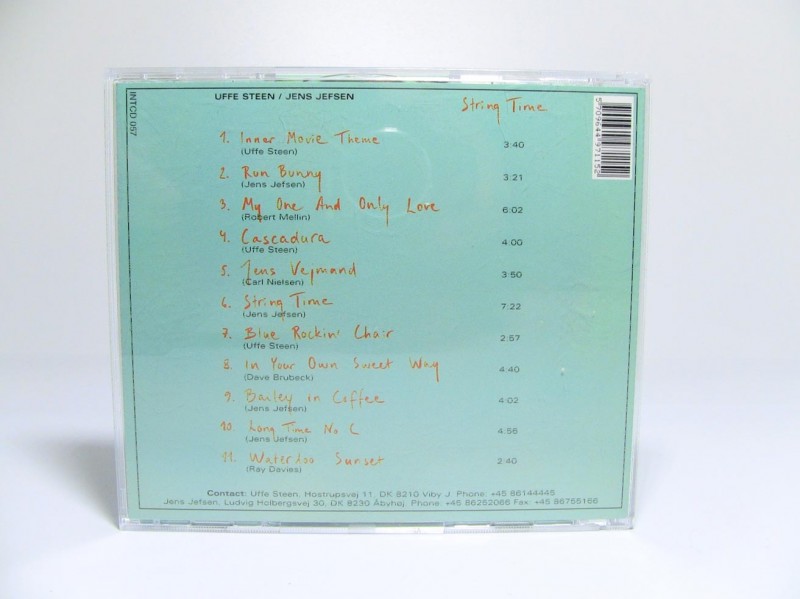 UFFE STEEN / JENS JEFSEN
String Time
INTCD 057
5709644971152
1. Inner Movie Theme 3:40
(Uffe Steen)
2. Run Bunny 3:21
(Jens Jefsen)
3. My One And Only Love 6:02
(Robert Mellin)
4. Cascadura 4:00
(Uffe Steen)
5. Jens Vejmand 3:50
(Carl Nielsen)
6. String Time 7:22
(Jens Jefsen)
7. Blue Rockin' Chair 2:57
(Uffe Steen)
8. In Your Own Sweet Way 4:40
(Dave Brubeck)
9. Bailey in Coffee 4:02
(Jens Jefsen)
10. Long Time No C 4:56
(Jens Jefsen)
11. Waterloo Sunset 2:40
(Ray Davies)
Contact: Uffe Steen, Hostrupsvej 11, DK 8210 Viby J. Phone: +45 86144445
Jens Jefsen, Ludvig Holbergsvej 30, DK 8230 Åbyhøj. Phone: +45 86252066 Fax: +45 86755166